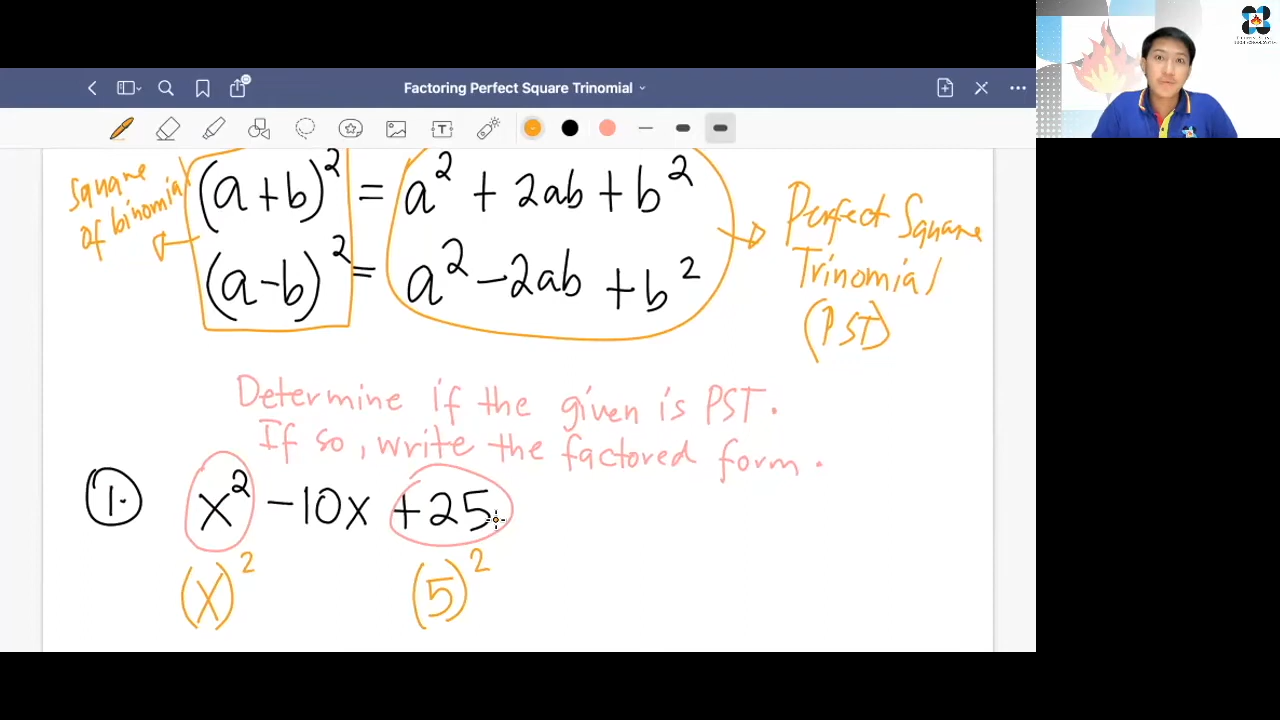 Factoring Perfect Square Trinomial
Square of binomial
(a+b)² = a² + 2ab + b²
(a-b)² = a² - 2ab + b²
Perfect Square
Trinomial
(PST)
Determine if the given is PST.
If so, write the factored form.
1. x² - 10x + 25
(x)² (5)²